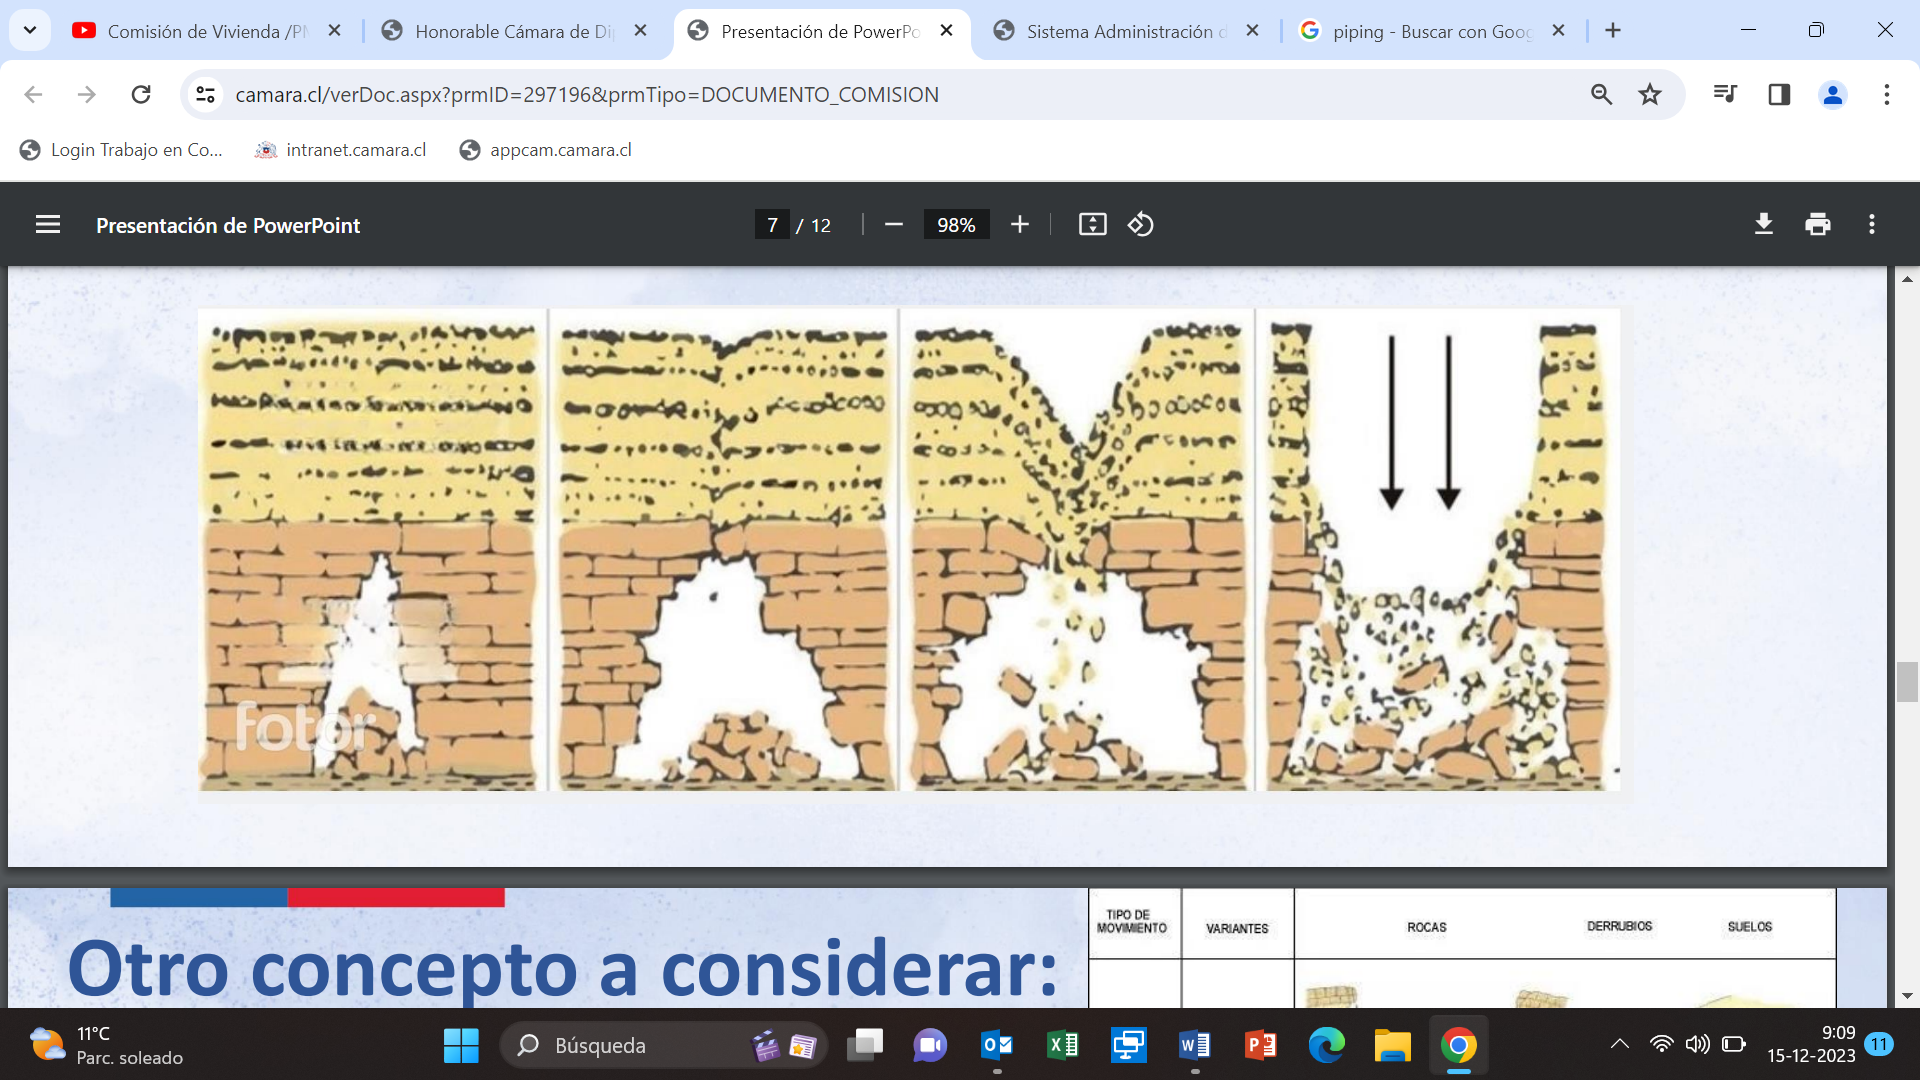 Comisión de Vivienda /PN
Honorable Cámara de Di
Presentación de PowerPo
Sistema Administración d
piping - Buscar con Goog
camara.cl/verDoc.aspx?prmID=297196&prmTipo=DOCUMENTO_COMISION
Login Trabajo en Co...
intranet.camara.cl
appcam.camara.cl
Presentación de PowerPoint
7 / 12
98%
fotor
Otro concepto a considerar:
TIPO DE
MOVIMIENTO
VARIANTES
ROCAS
DERRUBIOS
SUELOS
11°C
Parc. soleado
Búsqueda
9:09
15-12-2023
11